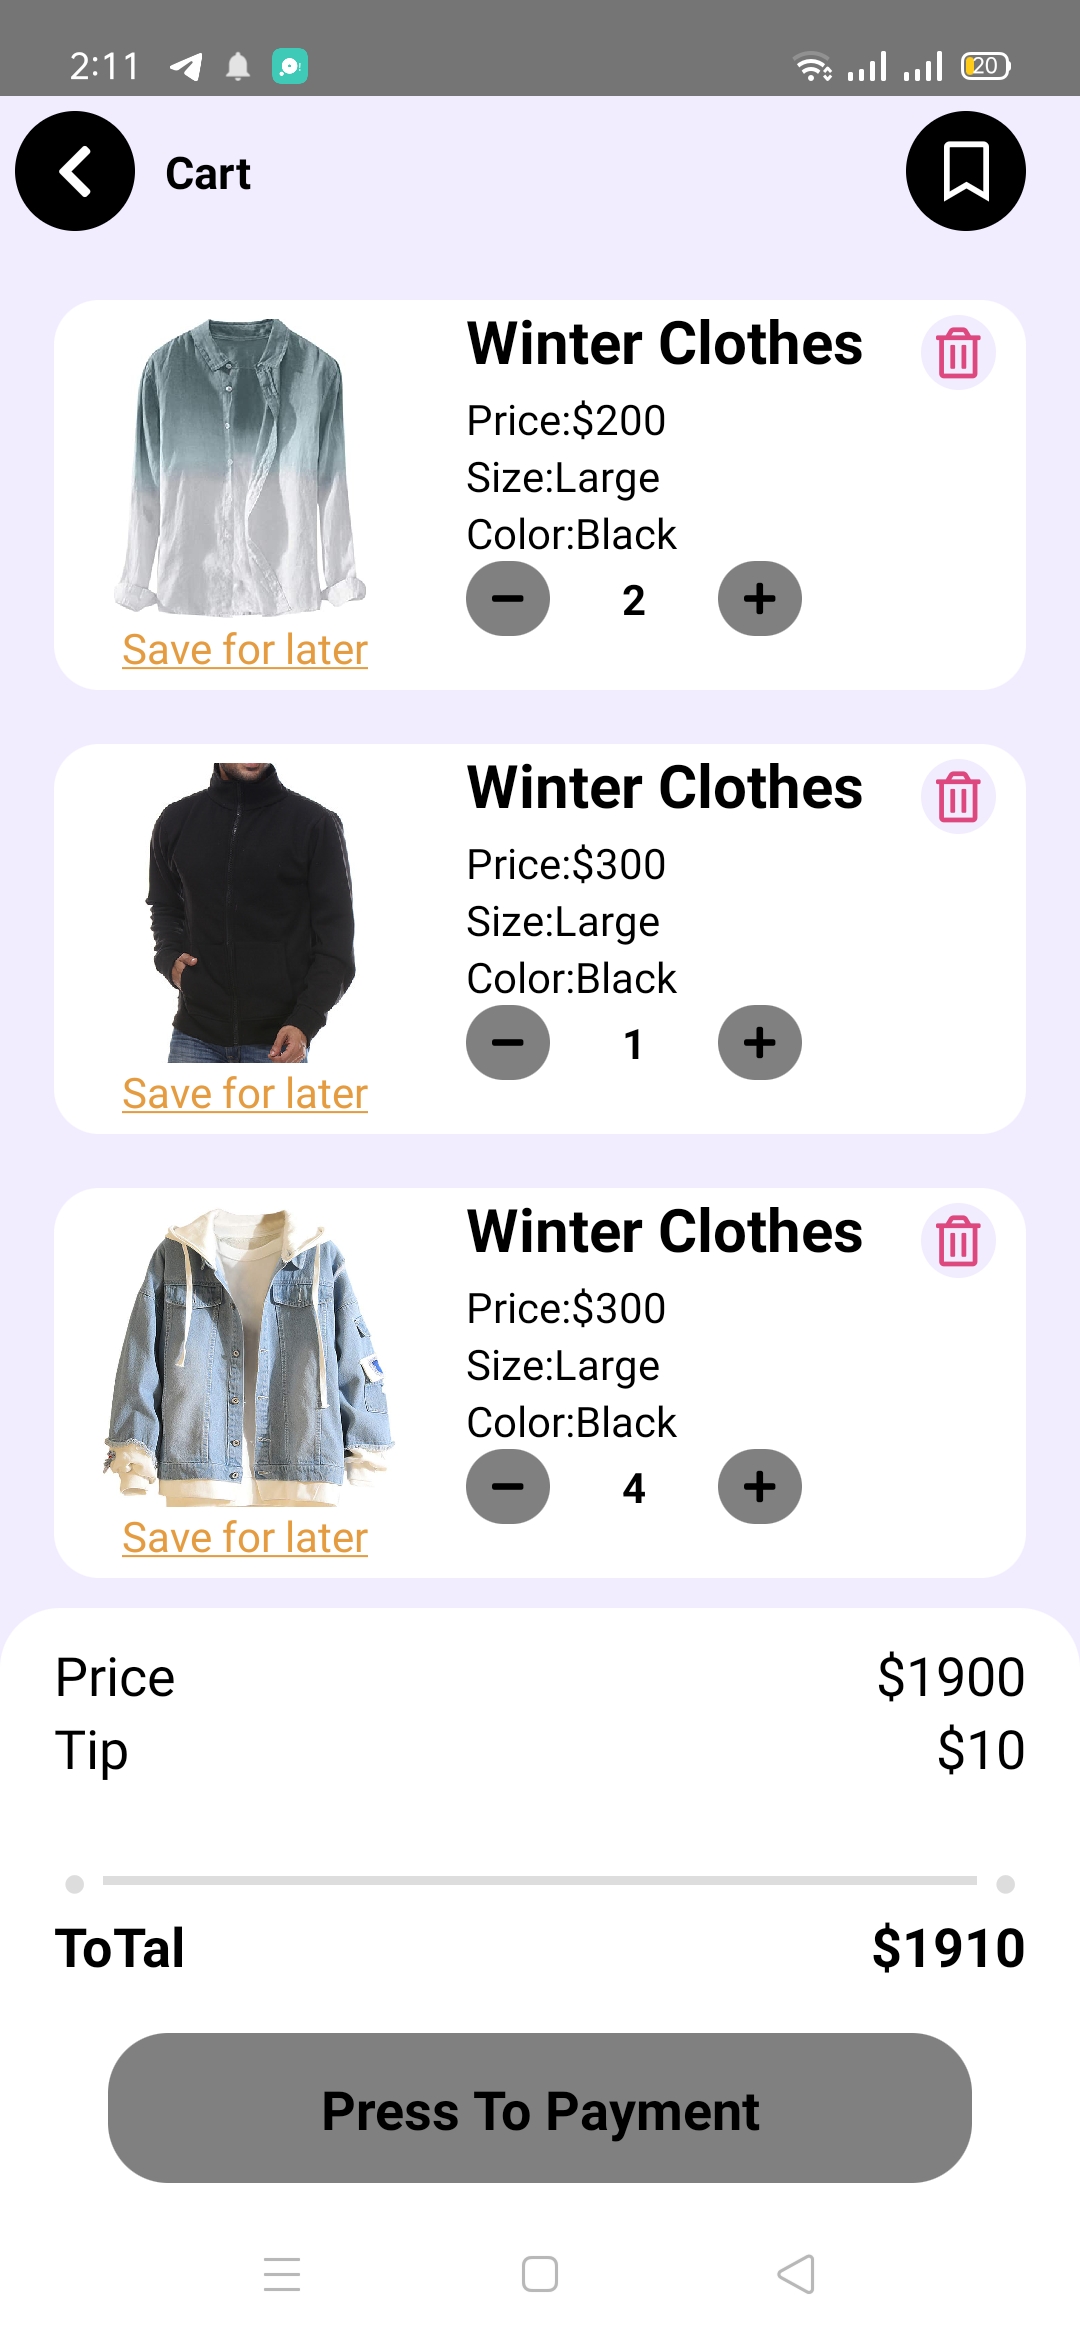 2:11
20
Cart
Winter Clothes
Price:$200
Size:Large
Color:Black
2
Save for later
Winter Clothes
Price:$300
Size:Large
Color:Black
1
Save for later
Winter Clothes
Price:$300
Size:Large
Color:Black
4
Save for later
Price $1900
Tip $10
ToTal $1910
Press To Payment